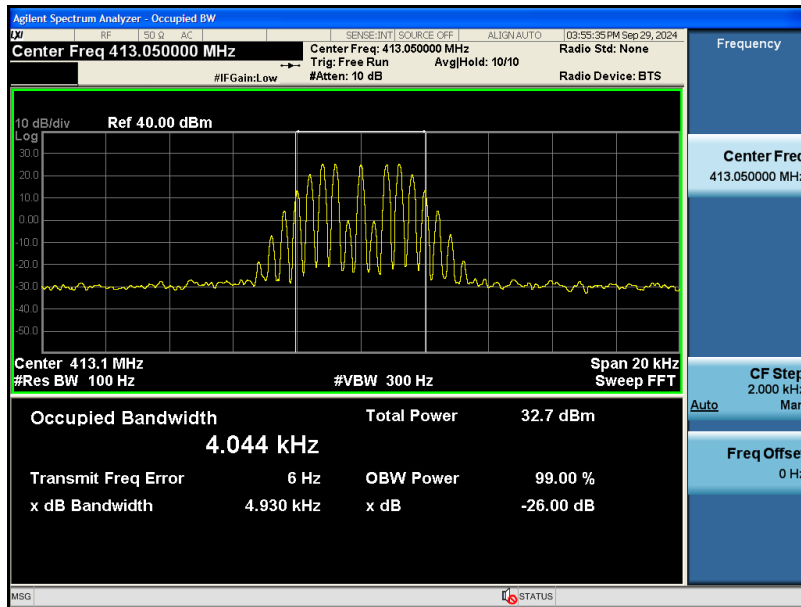 Agilent Spectrum Analyzer - Occupied BW
LXI RF 50 Ω AC SENSE:INT SOURCE OFF ALIGN AUTO 03:55:35 PM Sep 29, 2024
Center Freq 413.050000 MHz
Center Freq: 413.050000 MHz
Radio Std: None
Trig: Free Run Avg|Hold: 10/10
#IFGain:Low
#Atten: 10 dB
Radio Device: BTS
10 dB/div Ref 40.00 dBm
Log
30.0
20.0
10.0
0.00
-10.0
-20.0
-30.0
-40.0
-50.0
Center 413.1 MHz
Span 20 kHz
#Res BW 100 Hz
#VBW 300 Hz
Sweep FFT
Occupied Bandwidth
4.044 kHz
Total Power 32.7 dBm
Transmit Freq Error 6 Hz
OBW Power 99.00 %
x dB Bandwidth 4.930 kHz
x dB -26.00 dB
MSG
STATUS
Frequency
Center Freq
413.050000 MHz
CF Step
2.000 kHz
Auto Man
Freq Offset
0 Hz